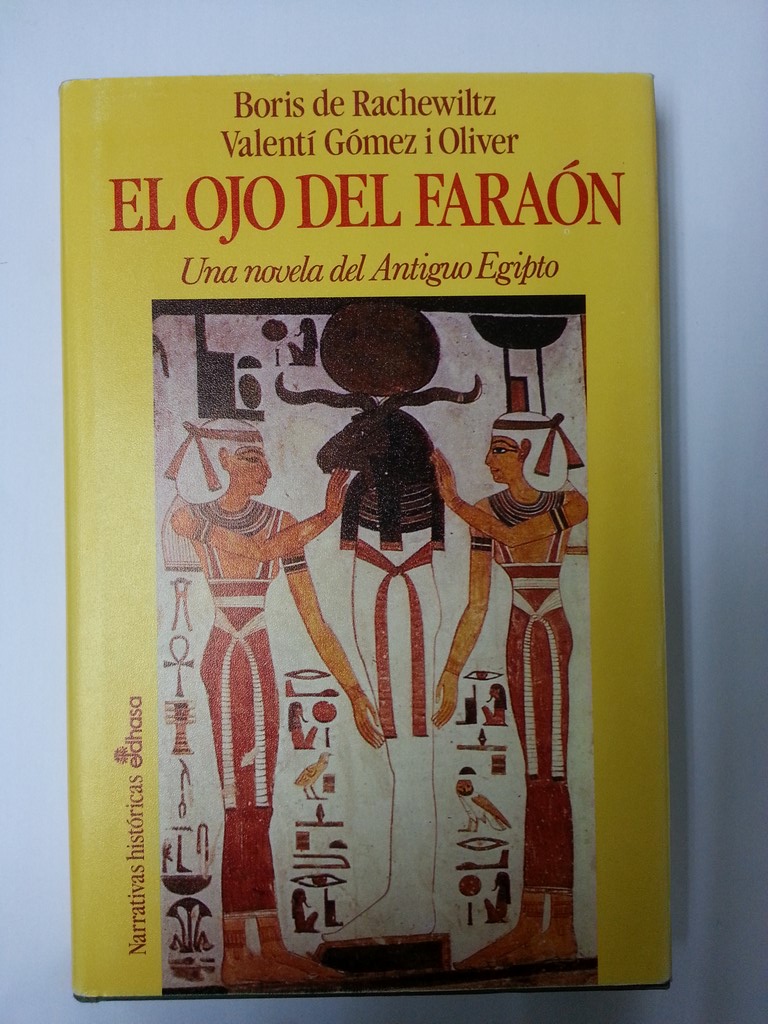 Boris de Rachewiltz
Valentí Gómez i Oliver
EL OJO DEL FARAÓN
Una novela del Antiguo Egipto
Narrativas históricas edhasa